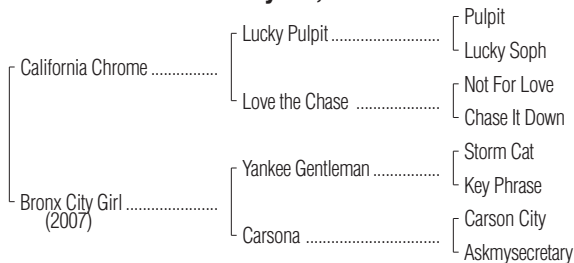 Pulpit
Lucky Pulpit
Lucky Soph
California Chrome
Not For Love
Love the Chase
Chase It Down
Storm Cat
Yankee Gentleman
Key Phrase
Bronx City Girl
(2007)
Carson City
Carsona
Askmysecretary